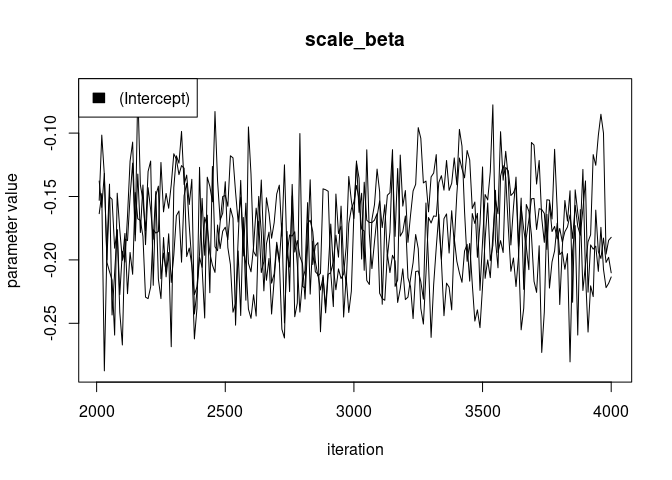 scale_beta
(Intercept)
parameter value
-0.10
-0.15
-0.20
-0.25
2000 2500 3000 3500 4000
iteration